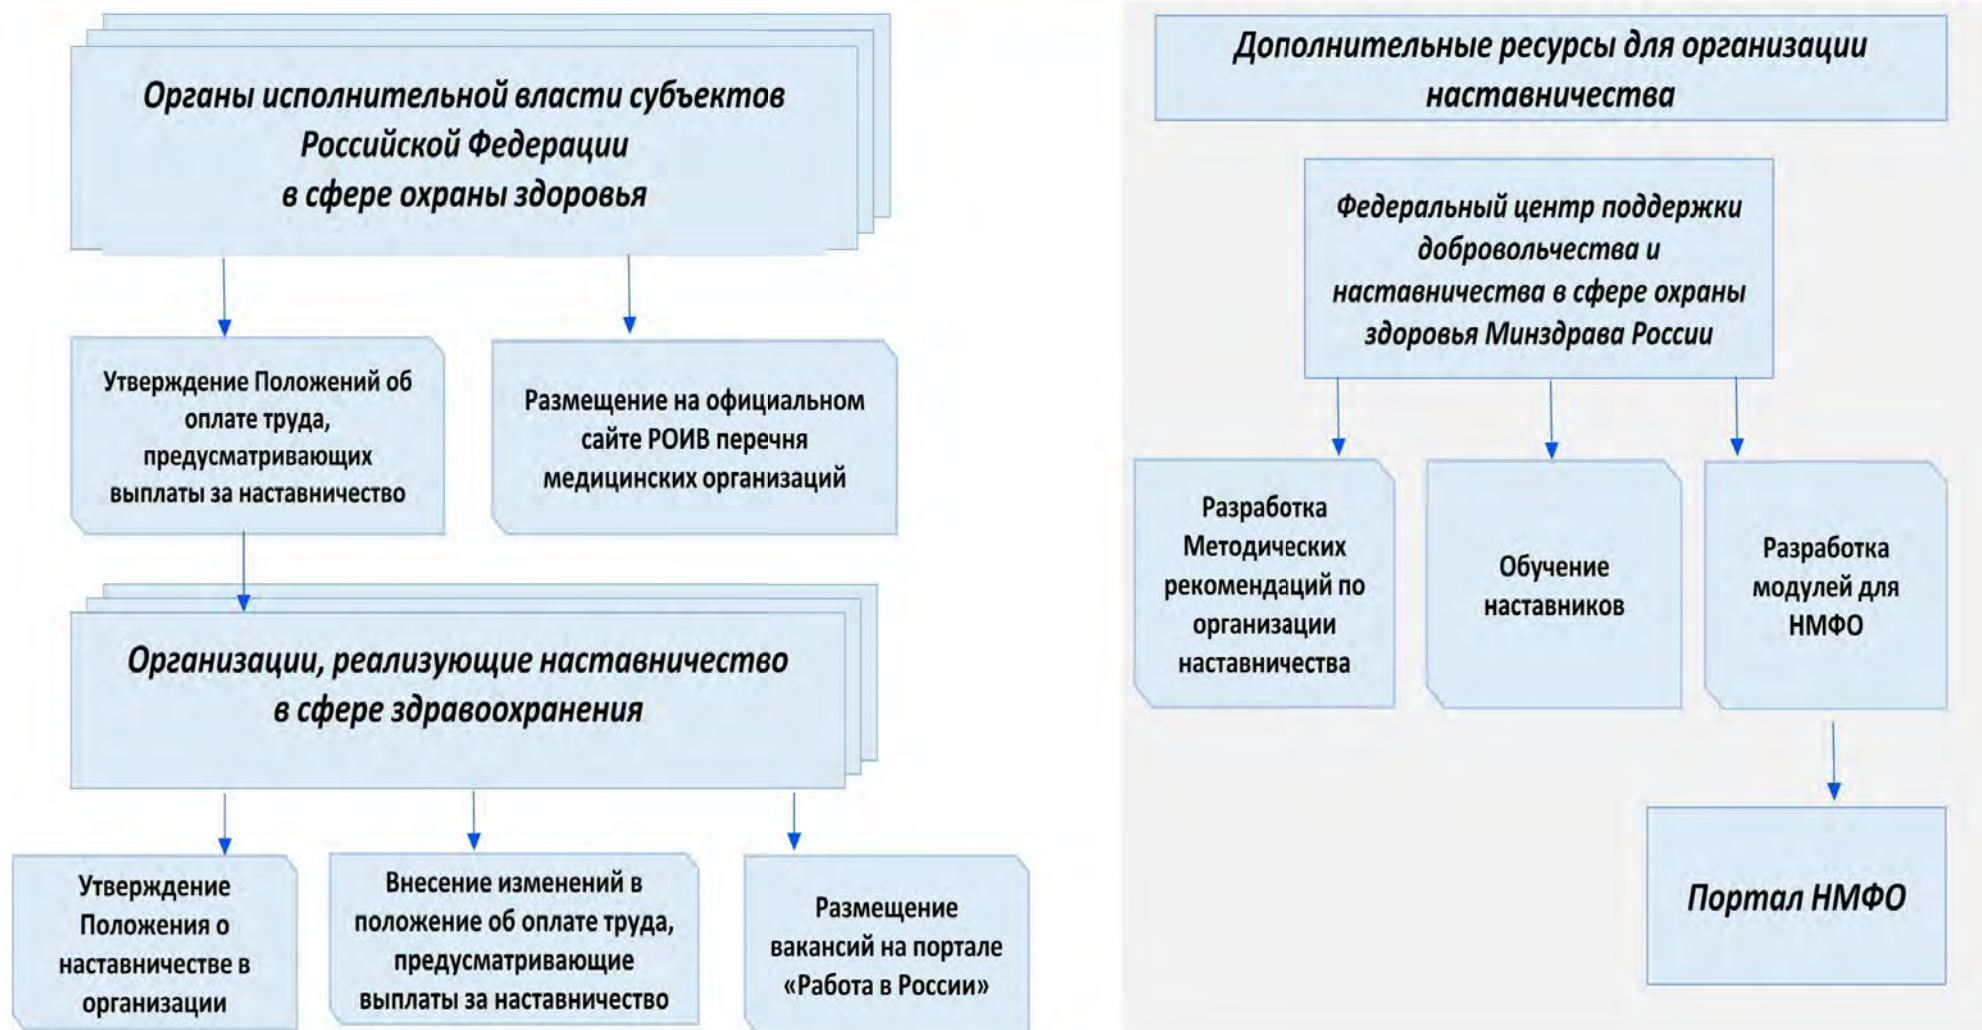 Органы исполнительной власти субъектов
Российской Федерации
в сфере охраны здоровья
Утверждение Положений об
оплате труда,
предусматривающих
выплаты за наставничество
Размещение на официальном
сайте РОИВ перечня
медицинских организаций
Организации, реализующие наставничество
в сфере здравоохранения
Утверждение
Положения о
наставничестве в
организации
Внесение изменений в
положение об оплате труда,
предусматривающие
выплаты за наставничество
Размещение
вакансий на портале
«Работа в России»
Дополнительные ресурсы для организации
наставничества
Федеральный центр поддержки
добровольчества и
наставничества в сфере охраны
здоровья Минздрава России
Разработка
Методических
рекомендаций по
организации
наставничества
Обучение
наставников
Разработка
модулей для
НМФО
Портал НМФО